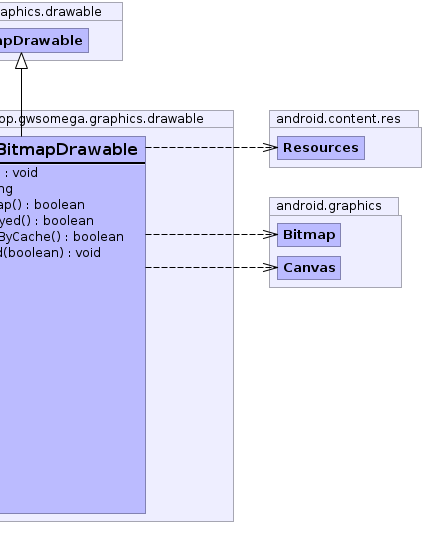 aphics.drawable
apDrawable
op.gwsomega.graphics.drawable
BitmapDrawable
) : void
ng
ap() : boolean
yed() : boolean
ByCache() : boolean
d(boolean) : void
android.content.res
Resources
android.graphics
Bitmap
Canvas